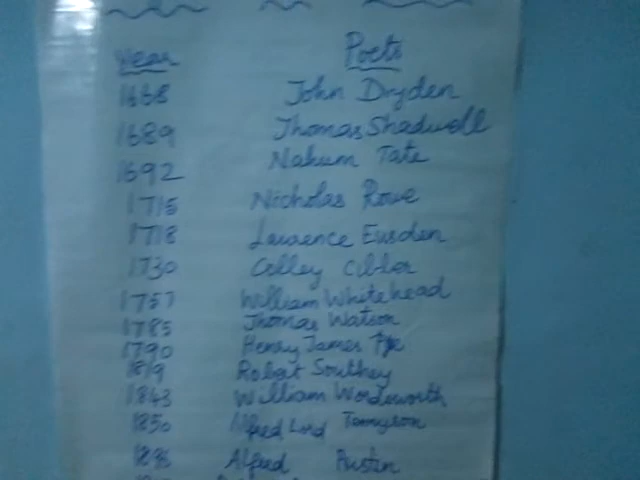 Year Poets
1668 John Dryden
1689 Thomas Shadwell
1692 Nahum Tate
1715 Nicholas Rowe
1718 Laurence Eusden
1730 Colley Cibber
1757 William Whitehead
1785 Thomas Watson
1790 Henry James Pye
1819 Robert Southey
1843 William Wordsworth
1850 Alfred Lord Tennyson
1896 Alfred Austin